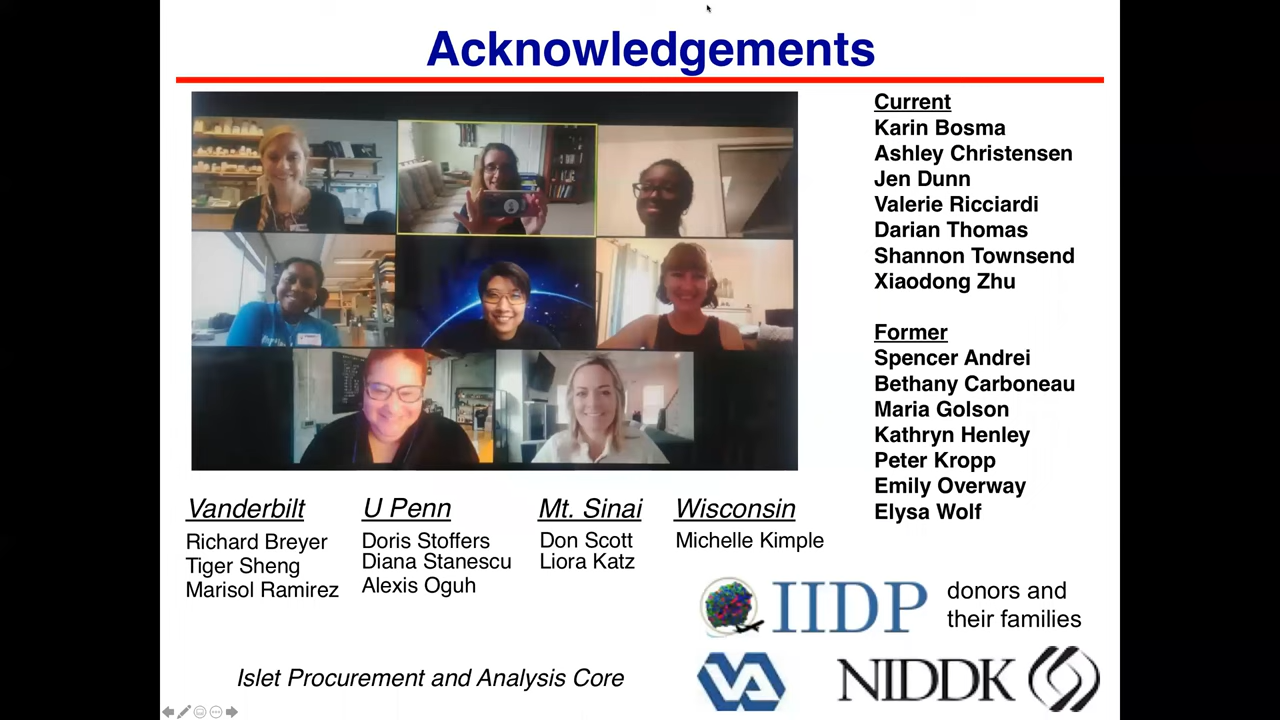 Acknowledgements
Current
Karin Bosma
Ashley Christensen
Jen Dunn
Valerie Ricciardi
Darian Thomas
Shannon Townsend
Xiaodong Zhu
Former
Spencer Andrei
Bethany Carboneau
Maria Golson
Kathryn Henley
Peter Kropp
Emily Overway
Elysa Wolf
Vanderbilt
Richard Breyer
Tiger Sheng
Marisol Ramirez
U Penn
Doris Stoffers
Diana Stanescu
Alexis Oguh
Mt. Sinai
Don Scott
Liora Katz
Wisconsin
Michelle Kimple
IIDP
donors and
their families
Islet Procurement and Analysis Core
VA
NIDDK